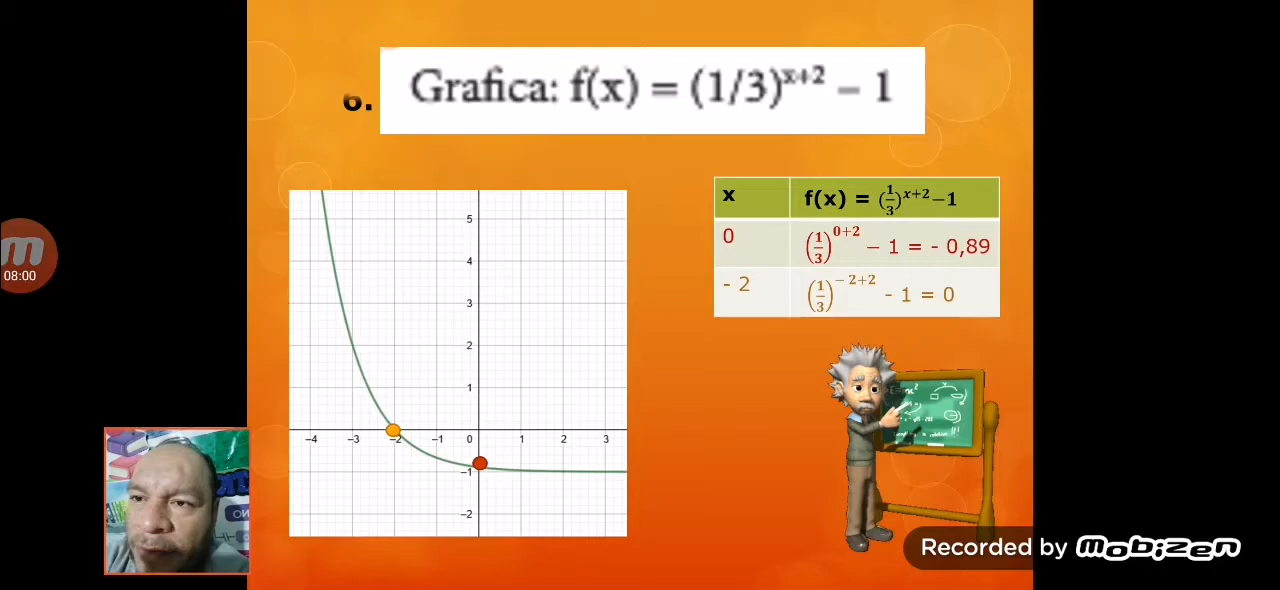 6.
Grafica: f(x) = (1/3)^{x+2} – 1
x
f(x) = (1/3)^{x+2} – 1
0
(1/3)^{0+2} – 1 = - 0,89
- 2
(1/3)^{- 2+2} - 1 = 0
5
4
3
2
1
–4 –3 –2 –1 0 1 2 3
–1
–2
m
08:00
Recorded by mobizen